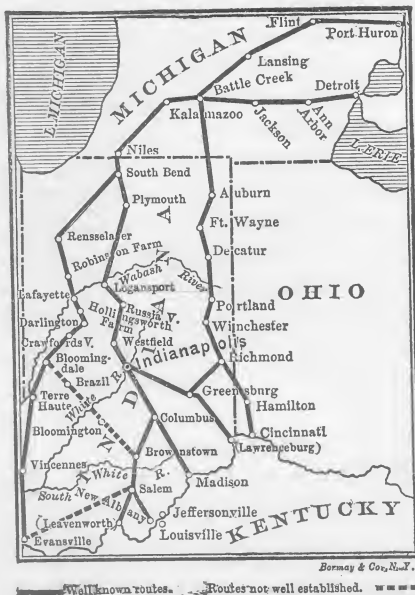 Flint
Port Huron
MICHIGAN
Lansing
L. MICHIGAN
Battle Creek
Detroit
Kalamazoo
Jackson
Ann
Arbor
L. ERIE
Niles
South Bend
Plymouth
Auburn
Ft. Wayne
Rensselaer
Decatur
Robinson Farm
Wabash
River
Logansport
OHIO
Lafayette
Russia V.
Portland
Hollingsworth
Farm
Darlington
Winchester
Crawfords V.
Westfield
Indianapolis
Richmond
Blooming-
dale
Brazil
White R.
INDIANA
Greensburg
Terre
Haute
Columbus
Hamilton
Bloomington
Cincinnati
(Lawrenceburg)
Brownstown
Vincennes
White R.
Madison
Salem
South New Albany
Jeffersonville
(Leavenworth)
Louisville
KENTUCKY
Evansville
Bormay & Co., N.Y.
Well known routes. Routes not well established.